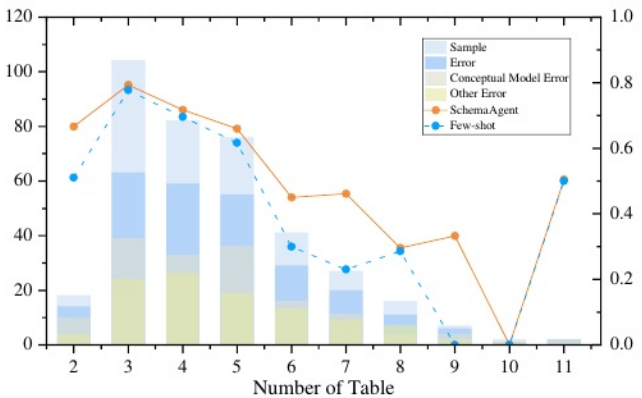 120
100
80
60
40
20
0
1.0
0.8
0.6
0.4
0.2
0.0
Sample
Error
Conceptual Model Error
Other Error
SchemaAgent
Few-shot
2 3 4 5 6 7 8 9 10 11
Number of Table